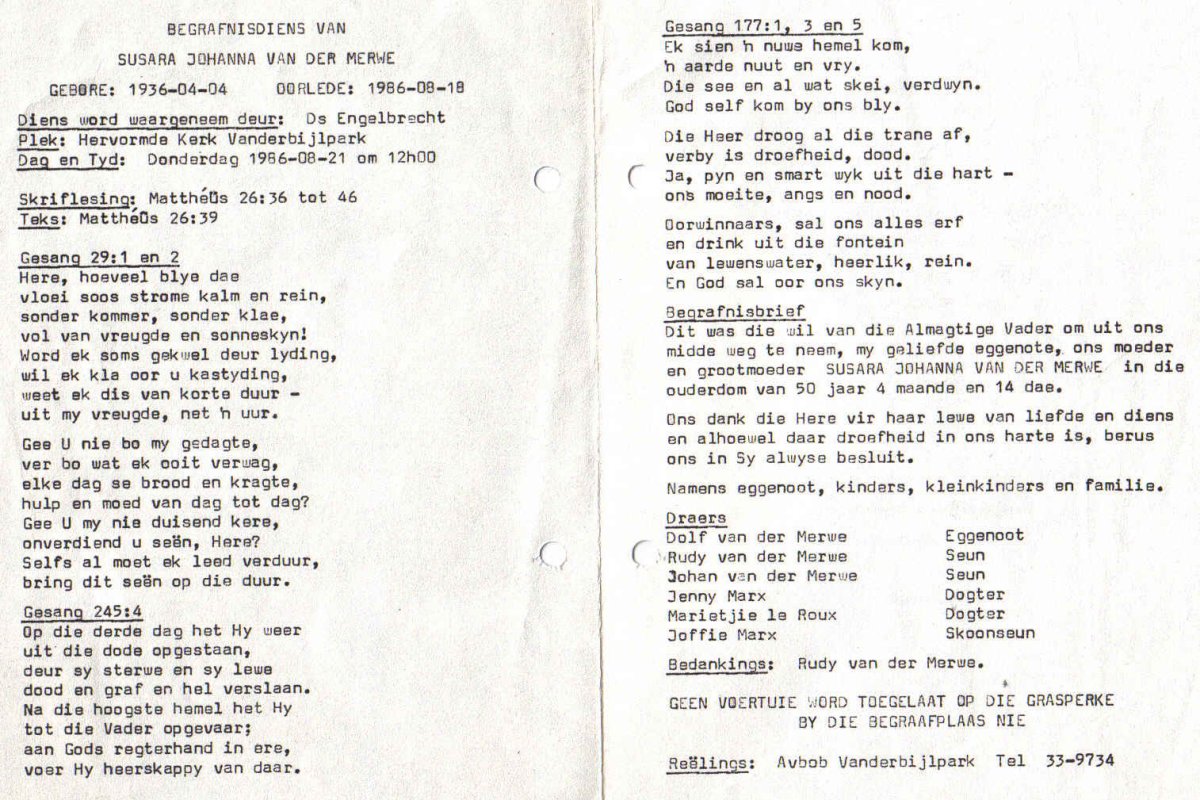 BEGRAFNISDIENS VAN
SUSARA JOHANNA VAN DER MERWE
GEBORE: 1936-04-04 OORLEDE: 1986-08-18
Diens word waargeneem deur: Ds Engelbrecht
Plek: Hervormde Kerk Vanderbijlpark
Dag en Tyd: Donderdag 1986-08-21 om 12h00
Skriflesing: Matthéüs 26:36 tot 46
Teks: Matthéüs 26:39
Gesang 29:1 en 2
Here, hoeveel blye dae
vloei soos strome kalm en rein,
sonder kommer, sonder klae,
vol van vreugde en sonneskyn!
Word ek soms gekwel deur lyding,
wil ek kla oor u kastyding,
weet ek dis van korte duur -
uit my vreugde, net 'n uur.
Gee U nie bo my gedagte,
ver bo wat ek ooit verwag,
elke dag se brood en kragte,
hulp en moed van dag tot dag?
Gee U my nie duisend kere,
onverdiend u seën, Here?
Selfs al moet ek leed verduur,
bring dit seën op die duur.
Gesang 245:4
Op die derde dag het Hy weer
uit die dode opgestaan,
deur sy sterwe en sy lewe
dood en graf en hel verslaan.
Na die hoogste hemel het Hy
tot die Vader opgevaar;
aan Gods regterhand in ere,
voer Hy heerskappy van daar.
Gesang 177:1, 3 en 5
Ek sien 'n nuwe hemel kom,
'n aarde nuut en vry.
Die see en al wat skei, verdwyn.
God self kom by ons bly.
Die Heer droog al die trane af,
verby is droefheid, dood.
Ja, pyn en smart wyk uit die hart -
ons moeite, angs en nood.
Oorwinnaars, sal ons alles erf
en drink uit die fontein
van lewenswater, heerlik, rein.
En God sal oor ons skyn.
Begrafnisbrief
Dit was die wil van die Almagtige Vader om uit ons
midde weg te neem, my geliefde eggenote, ons moeder
en grootmoeder SUSARA JOHANNA VAN DER MERWE in die
ouderdom van 50 jaar 4 maande en 14 dae.
Ons dank die Here vir haar lewe van liefde en diens
en alhoewel daar droefheid in ons harte is, berus
ons in Sy alwyse besluit.
Namens eggenoot, kinders, kleinkinders en familie.
Draers
Dolf van der Merwe Eggenoot
Rudy van der Merwe Seun
Johan van der Merwe Seun
Jenny Marx Dogter
Marietjie le Roux Dogter
Joffie Marx Skoonseun
Bedankings: Rudy van der Merwe.
GEEN VOERTUIE WORD TOEGELAAT OP DIE GRASPERKE
BY DIE BEGRAAFPLAAS NIE
Reëlings: Avbob Vanderbijlpark Tel 33-9734